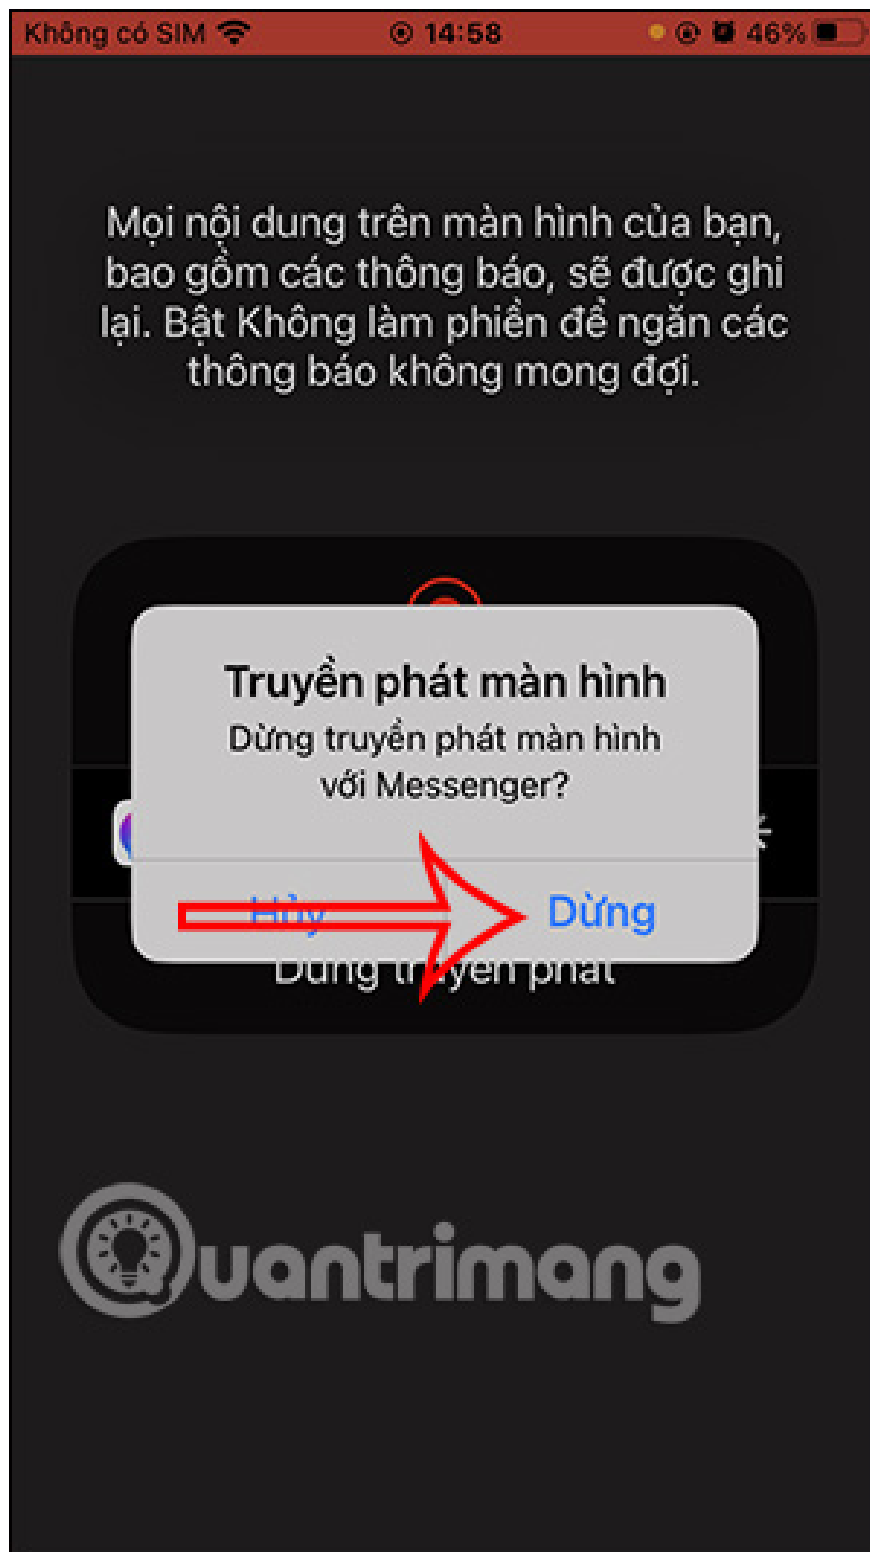 Không có SIM 14:58 46%
Mọi nội dung trên màn hình của bạn,
bao gồm các thông báo, sẽ được ghi
lại. Bật Không làm phiền để ngăn các
thông báo không mong đợi.
Truyền phát màn hình
Dừng truyền phát màn hình
với Messenger?
Hủy Dừng
Dừng truyền phát
Quantrimang